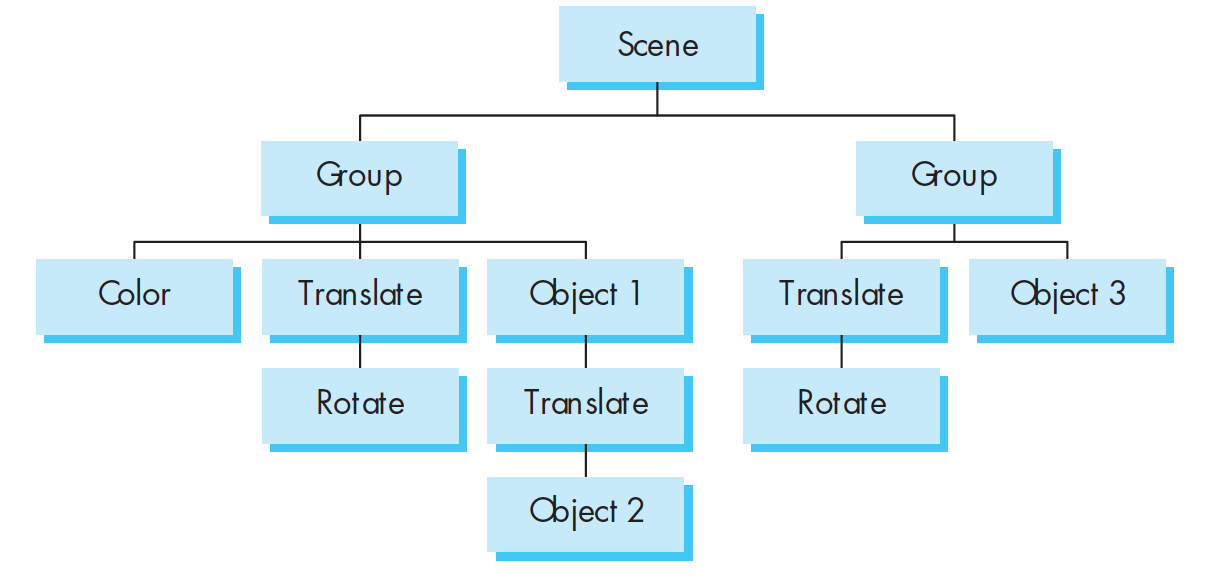 Scene
Group
Group
Color
Translate
Object 1
Translate
Object 3
Rotate
Translate
Rotate
Object 2